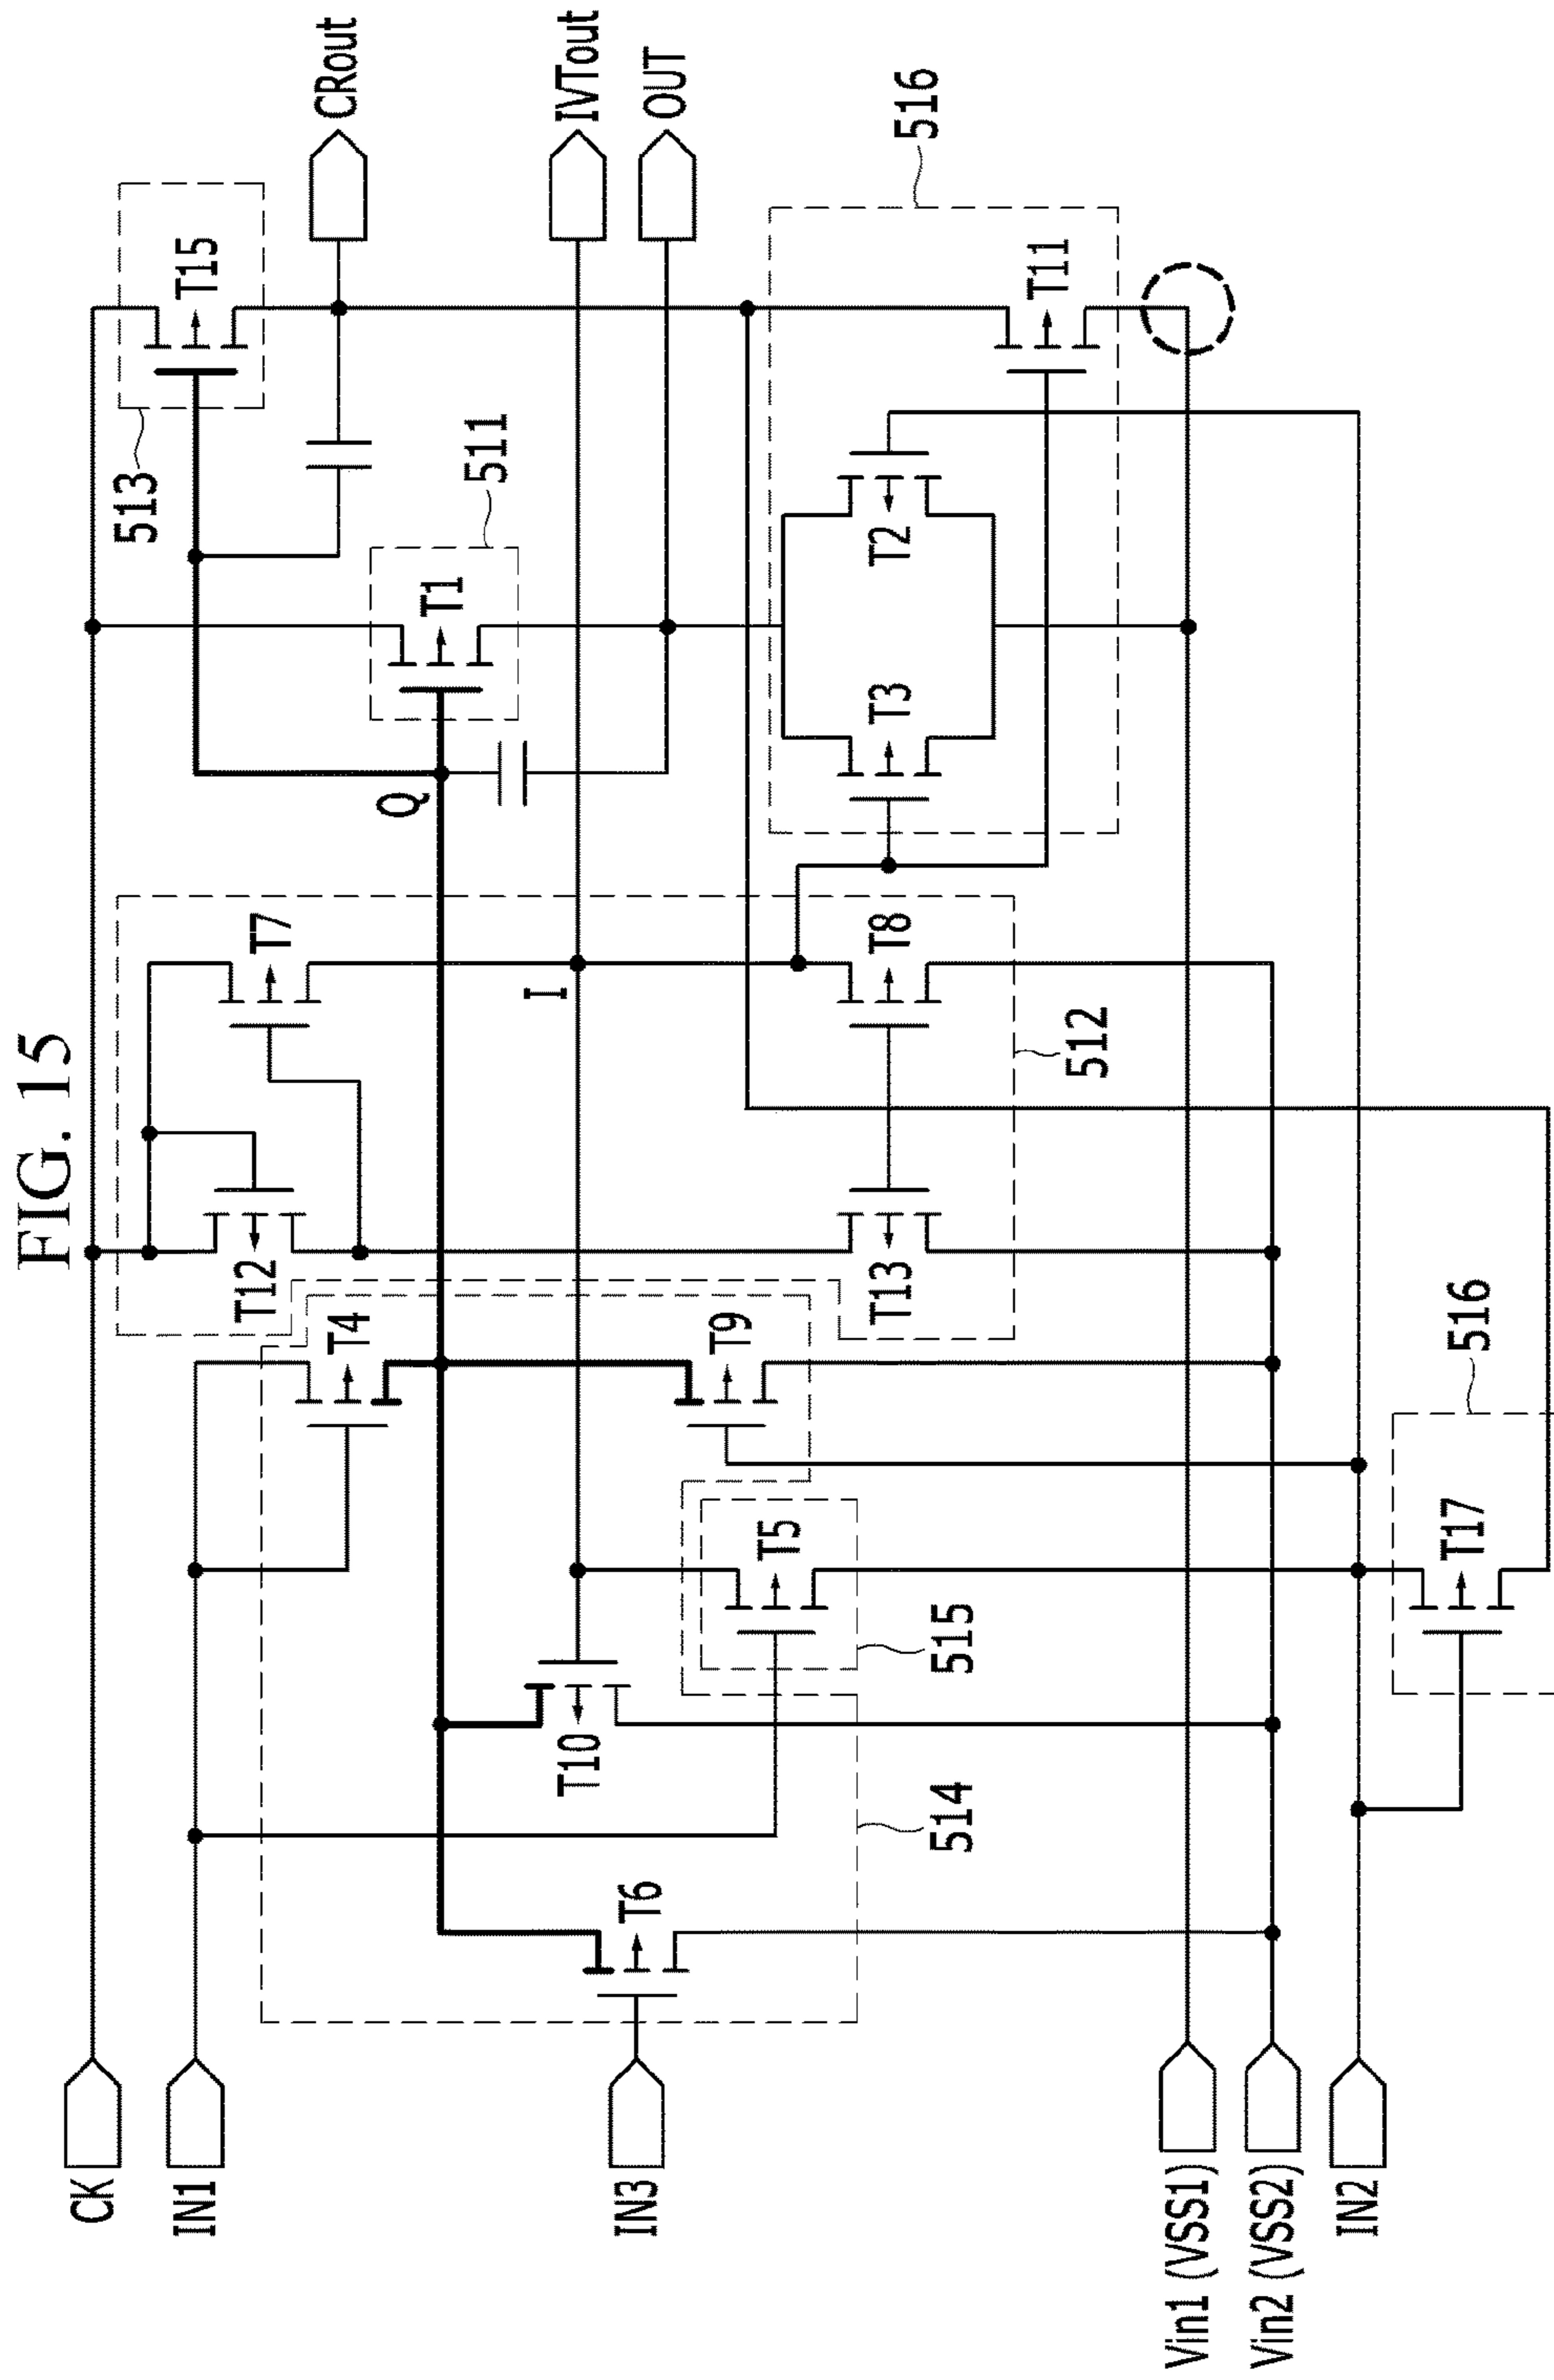 FIG. 15
CK
IN1
IN3
Vin1 (VSS1)
Vin2 (VSS2)
IN2
CRout
IVTout
OUT
T15
513
511
T1
Q
516
T11
T2
T3
T7
I
T8
512
T12
T13
T4
T9
T5
515
T10
514
T6
516
T17